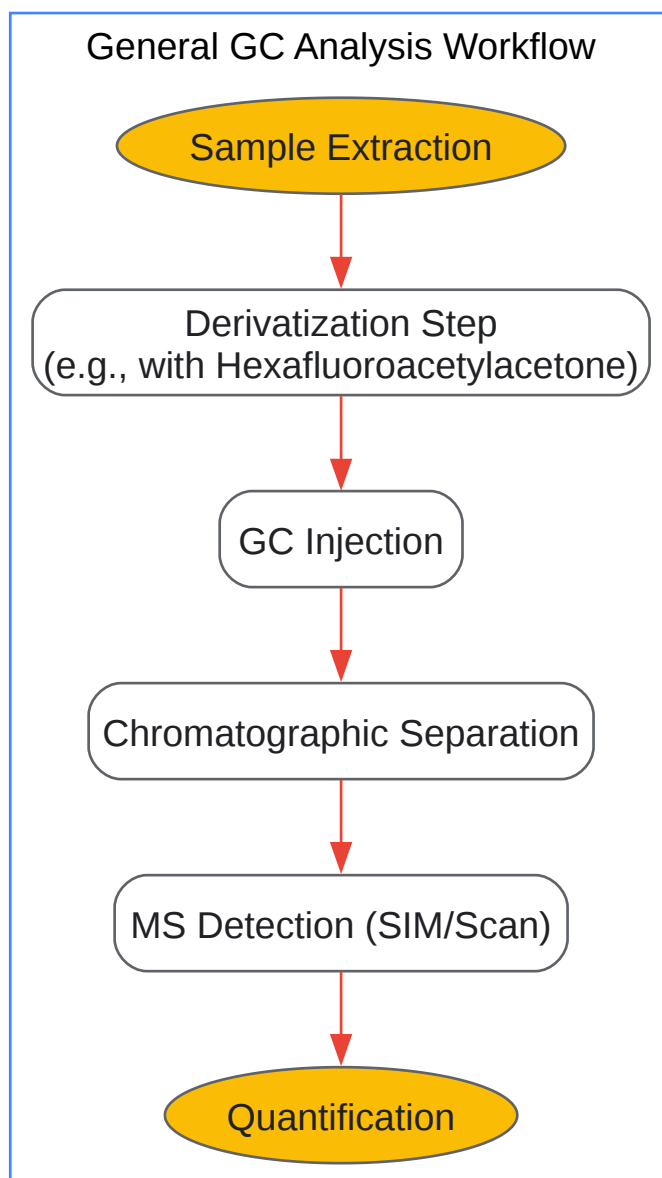 General GC Analysis Workflow
Sample Extraction
Derivatization Step
(e.g., with Hexafluoroacetylacetone)
GC Injection
Chromatographic Separation
MS Detection (SIM/Scan)
Quantification